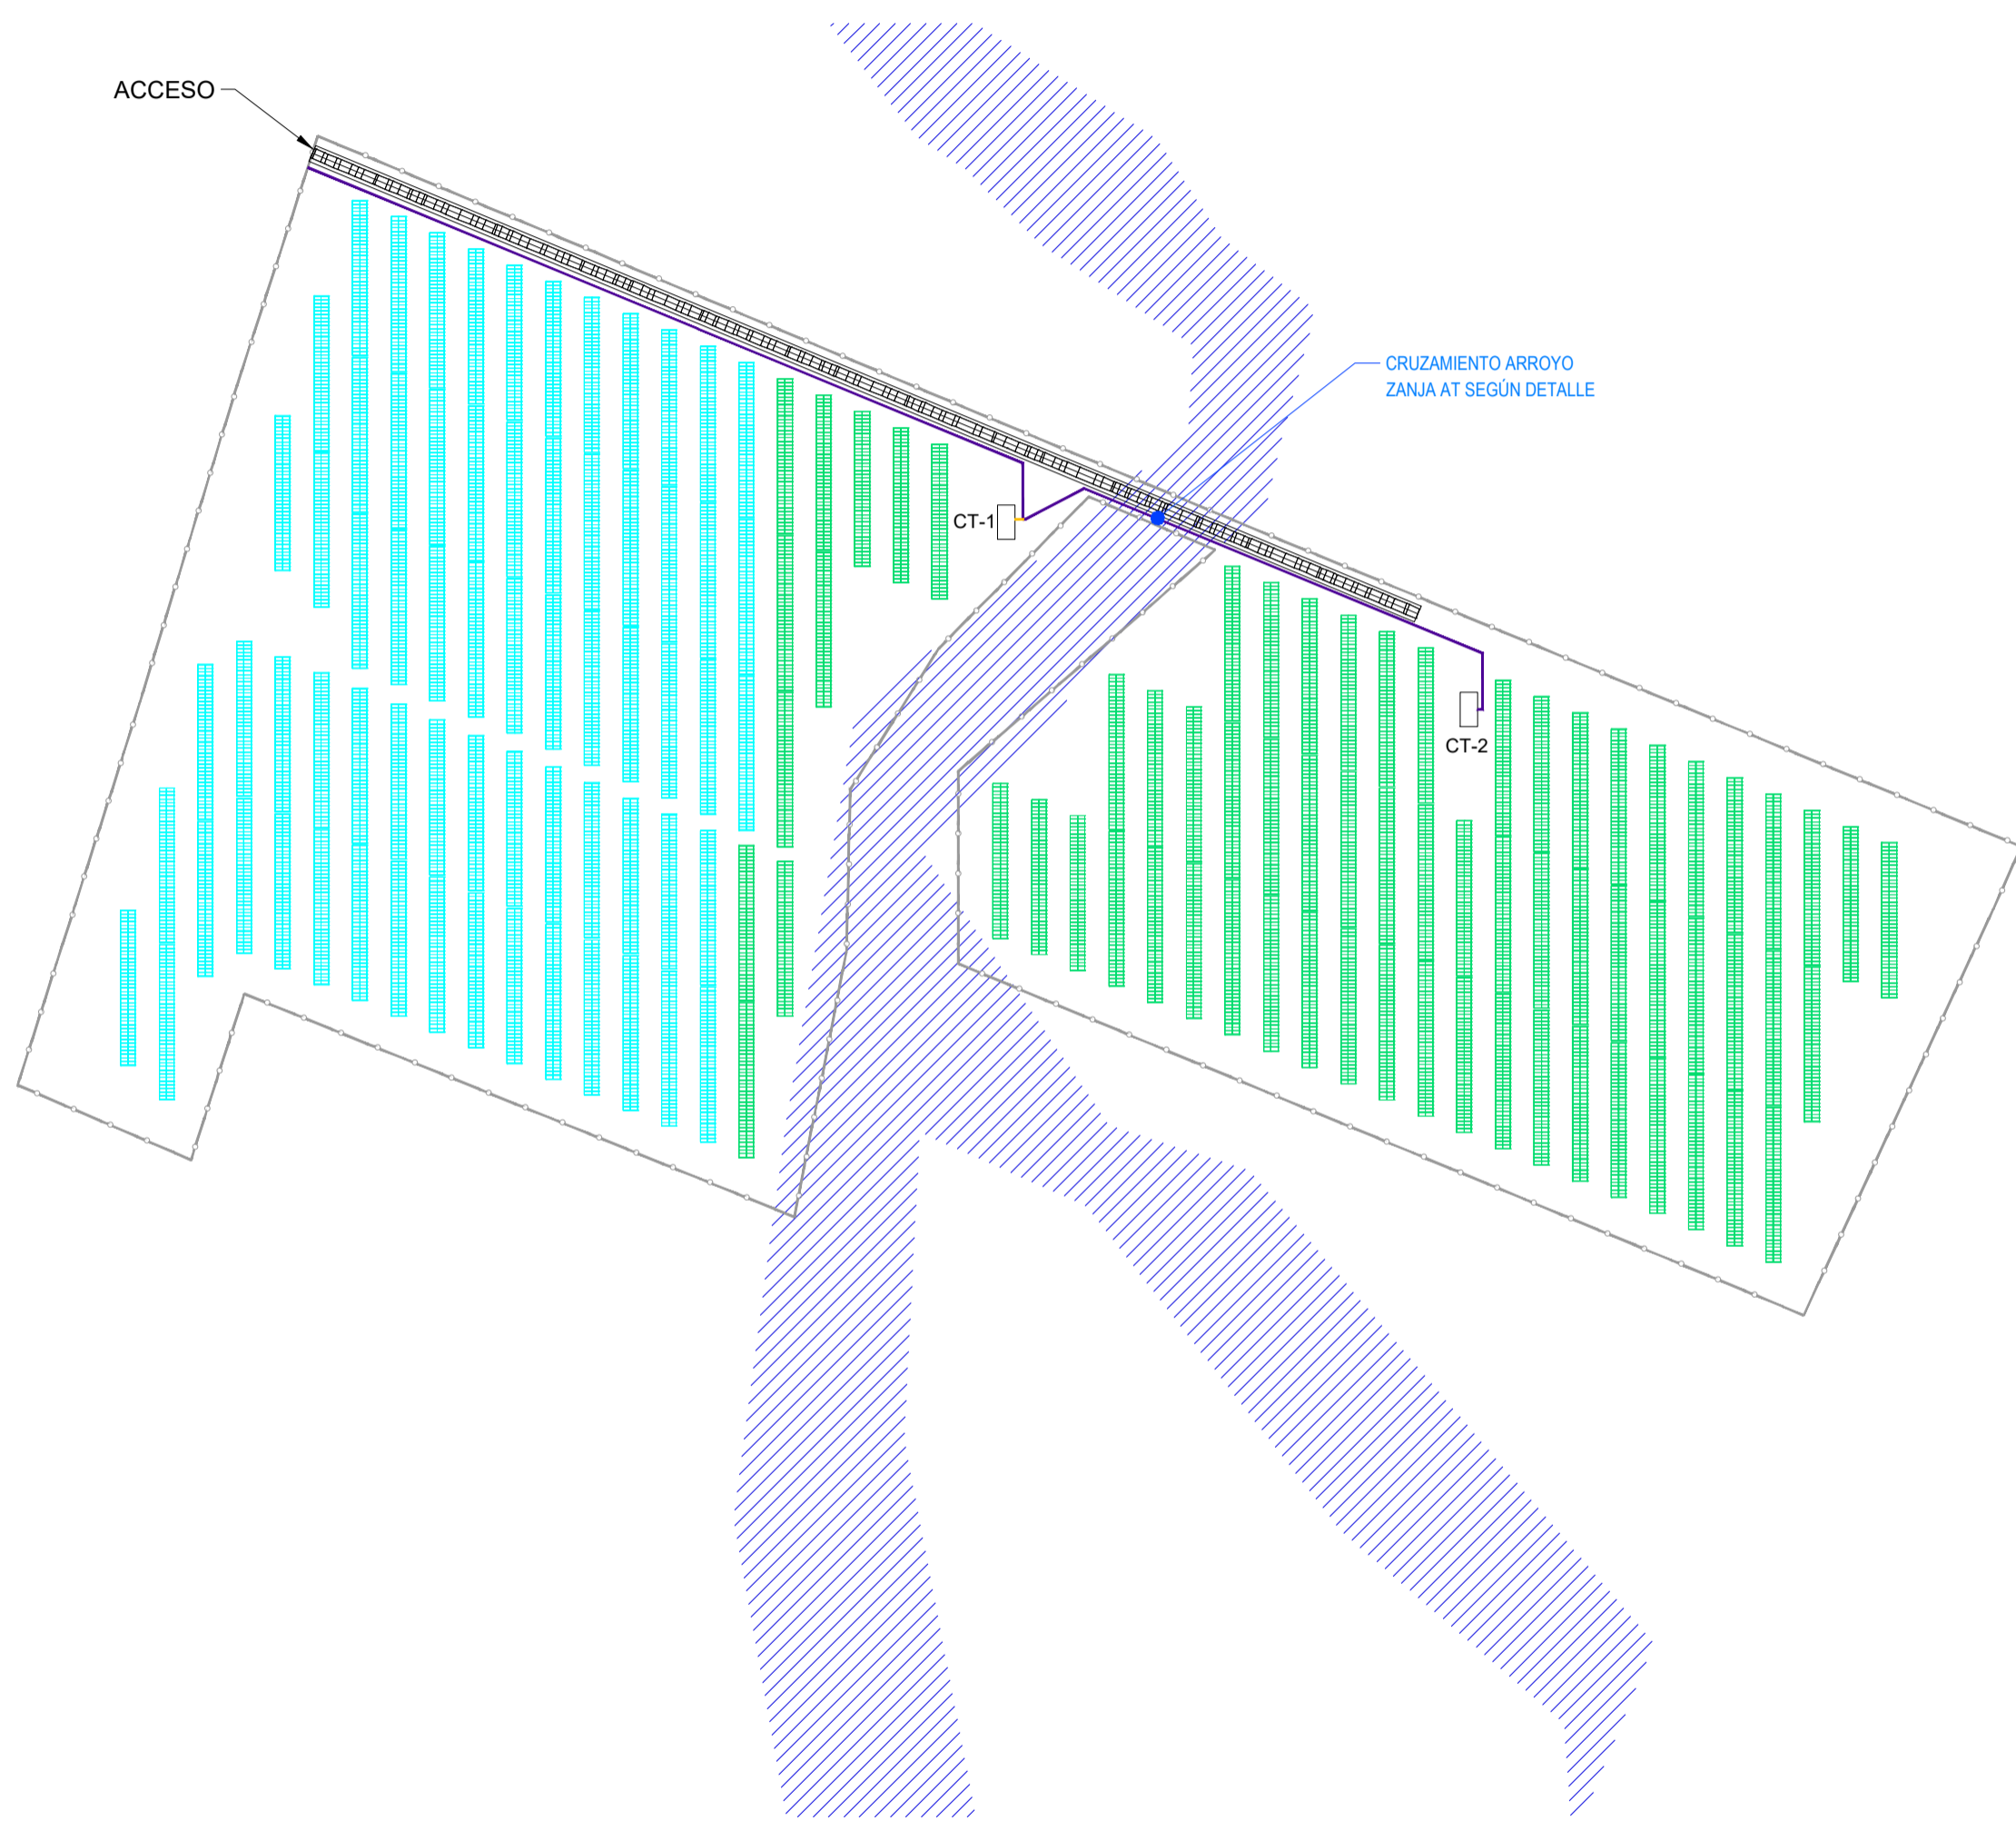 ACCESO
CRUZAMIENTO ARROYO
ZANJA AT SEGÚN DETALLE
CT-1
CT-2